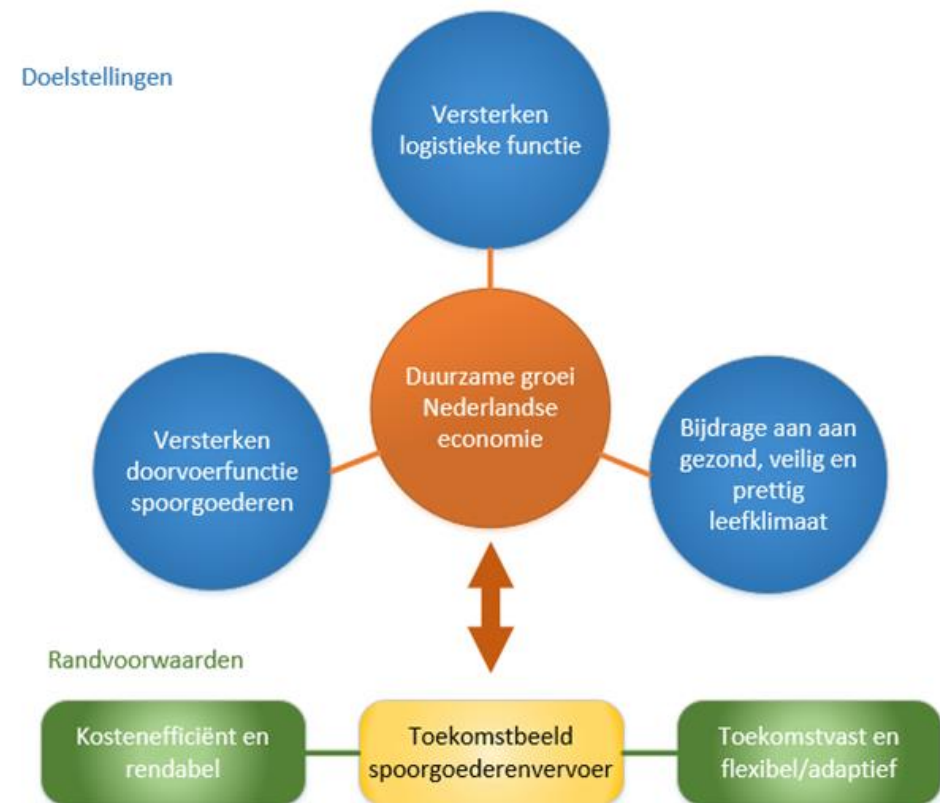 Doelstellingen
Versterken
logistieke functie
Duurzame groei
Nederlandse
economie
Versterken
doorvoerfunctie
spoorgoederen
Bijdrage aan aan
gezond, veilig en
prettig
leefklimaat
Randvoorwaarden
Kostenefficiënt en
rendabel
Toekomstbeeld
spoorgoederenvervoer
Toekomstvast en
flexibel/adaptief